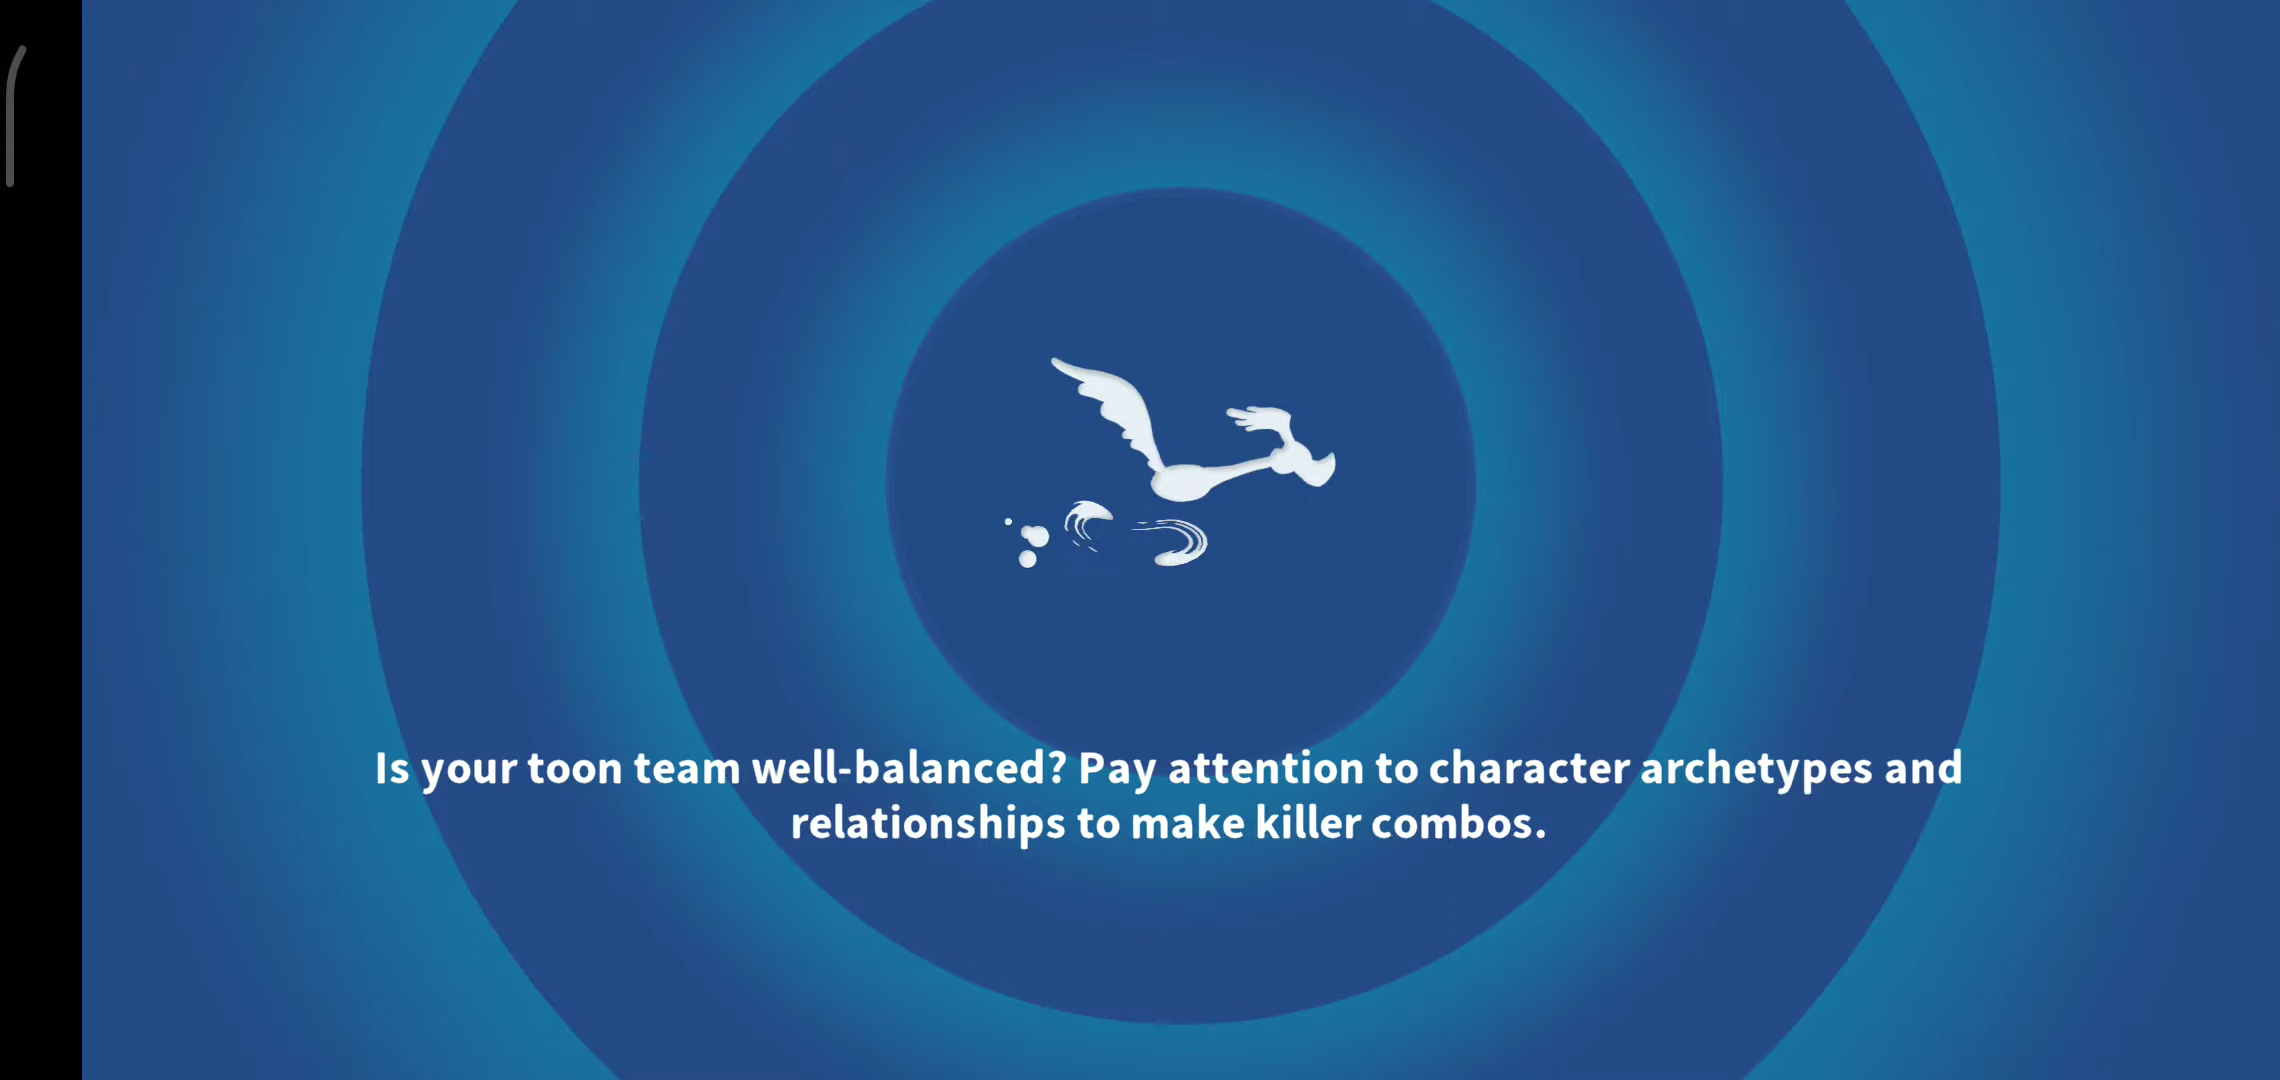 Is your toon team well-balanced? Pay attention to character archetypes and
relationships to make killer combos.